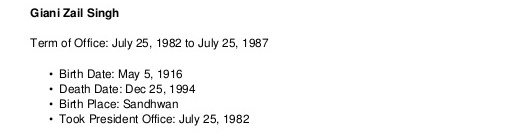 Giani Zail Singh
Term of Office: July 25, 1982 to July 25, 1987
• Birth Date: May 5, 1916
• Death Date: Dec 25, 1994
• Birth Place: Sandhwan
• Took President Office: July 25, 1982